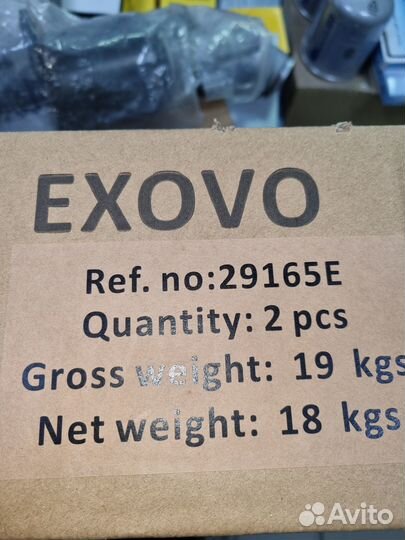 EXOVO
Ref. no:29165E
Quantity: 2 pcs
Gross weight: 19 kgs
Net weight: 18 kgs
Avito